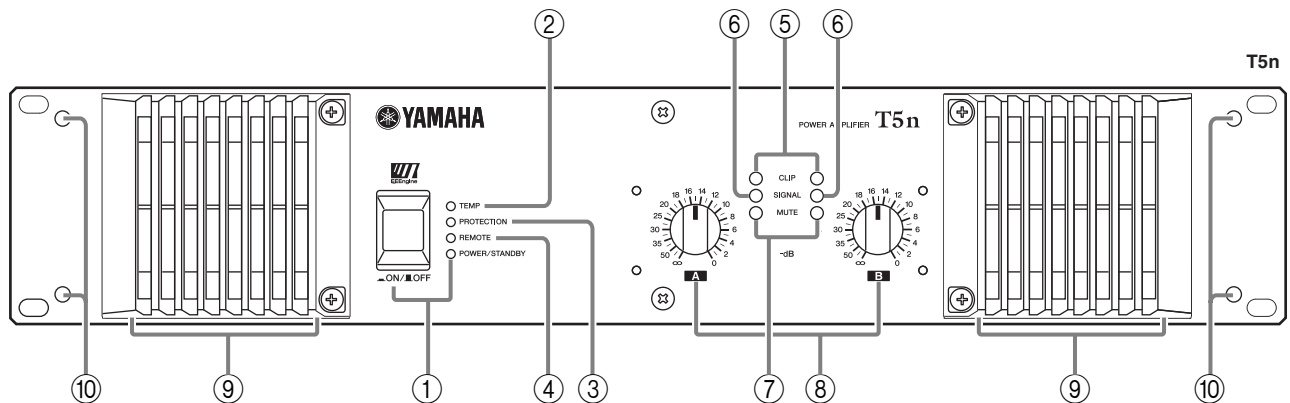 ② ⑥ ⑤ ⑥
T5n
YAMAHA
POWER AMPLIFIER T5n
EEEngine
TEMP
PROTECTION
REMOTE
POWER/STANDBY
ON/ OFF
CLIP
SIGNAL
MUTE
-dB
∞ 50 35 30 25 20 18 16 14 12 10 8 6 4 2 0
A
∞ 50 35 30 25 20 18 16 14 12 10 8 6 4 2 0
B
⑩ ⑨ ① ④ ③ ⑦ ⑧ ⑨ ⑩